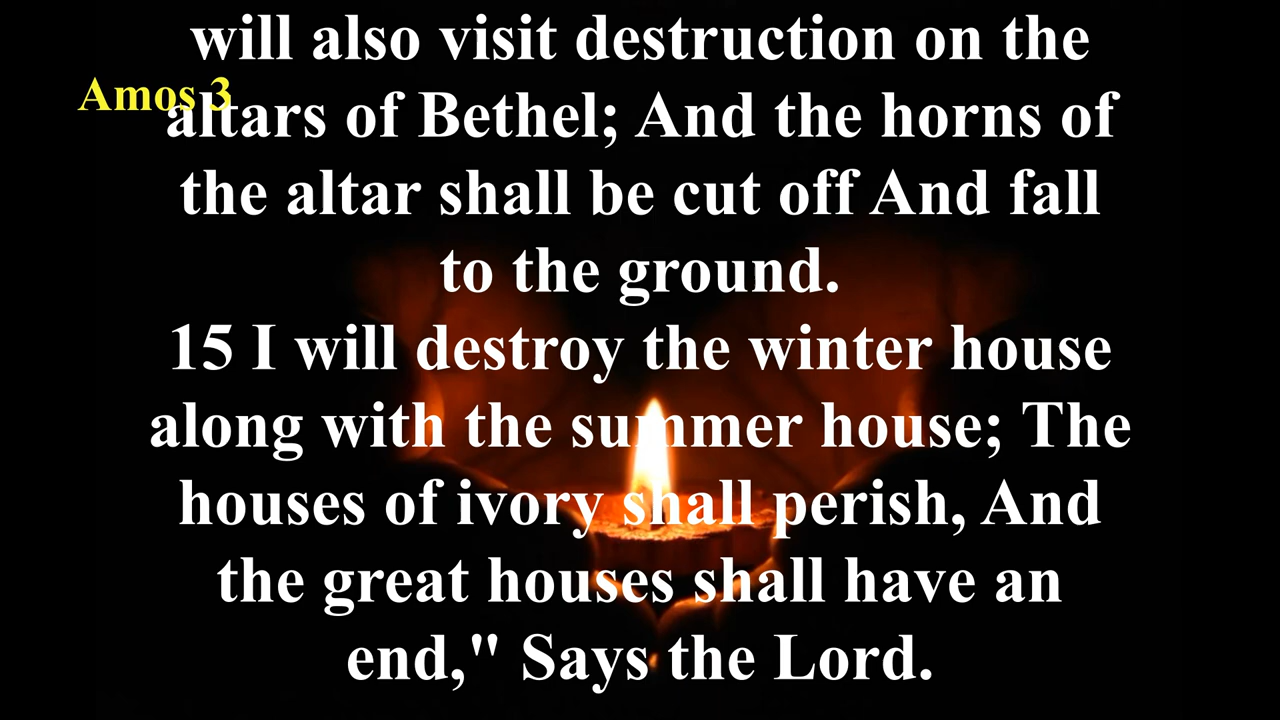 will also visit destruction on the
Amos 3
altars of Bethel; And the horns of
the altar shall be cut off And fall
to the ground.
15 I will destroy the winter house
along with the summer house; The
houses of ivory shall perish, And
the great houses shall have an
end," Says the Lord.